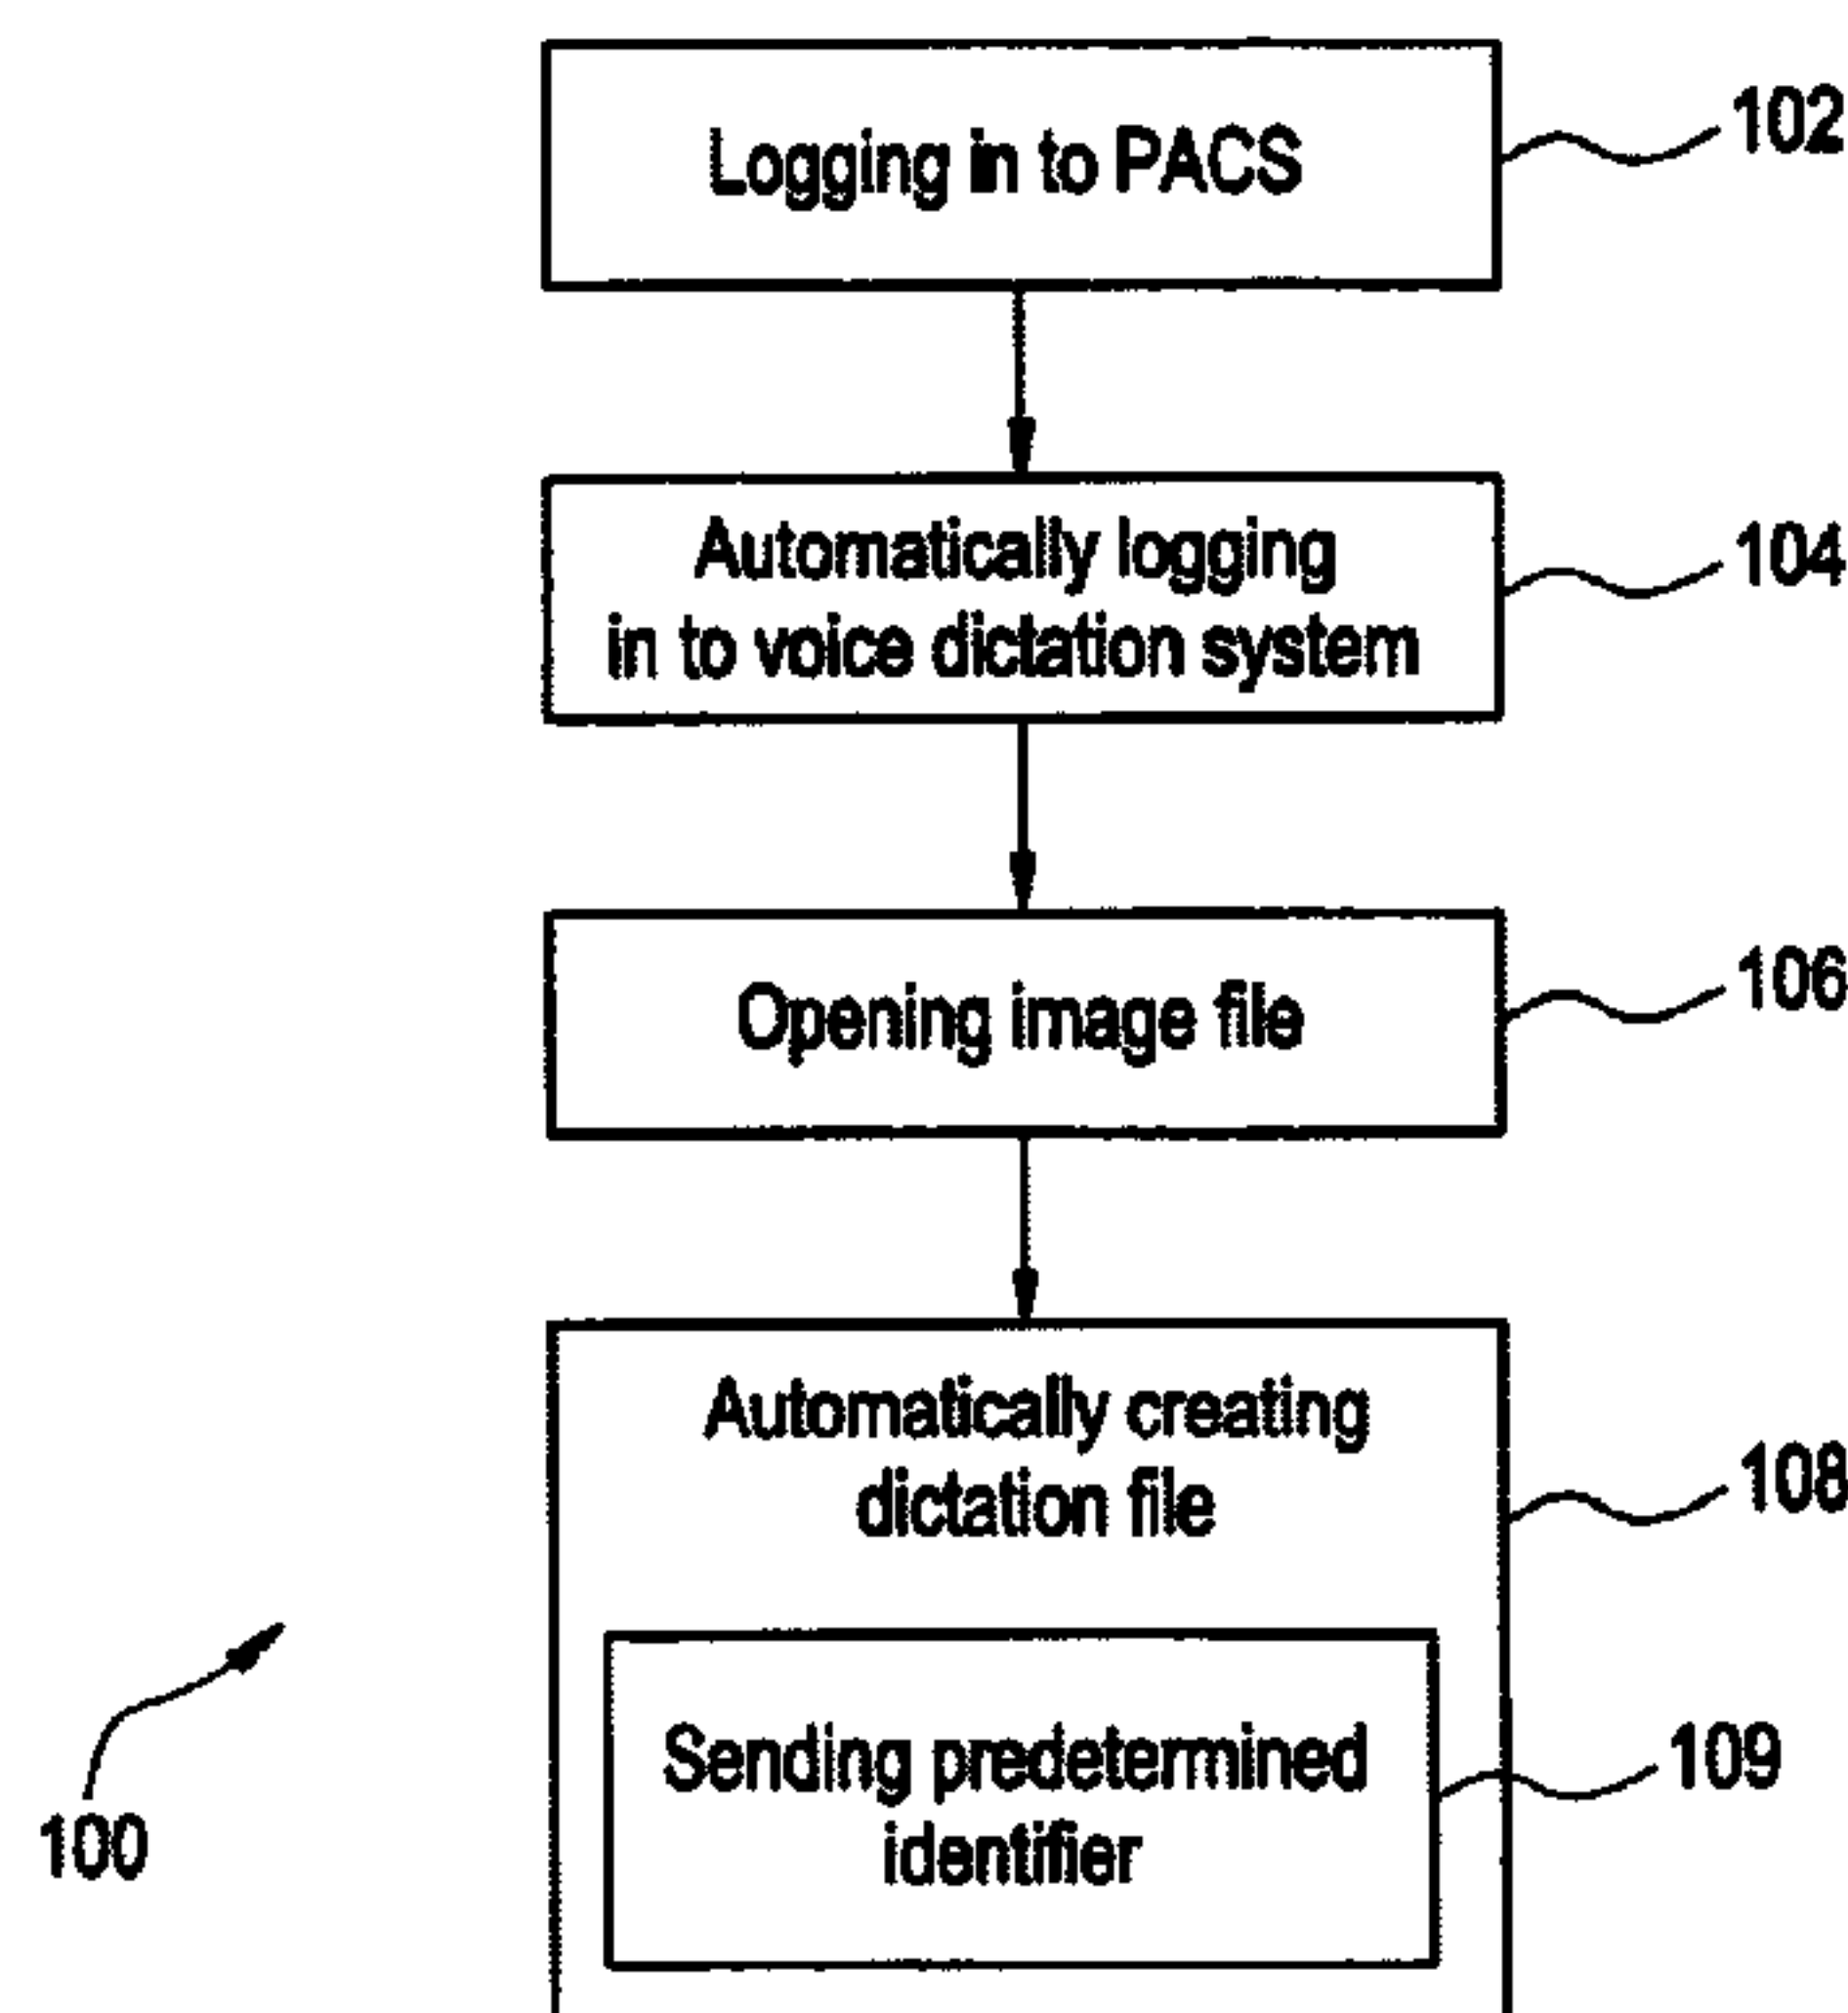 Logging in to PACS
102
Automatically logging
in to voice dictation system
104
Opening image file
106
Automatically creating
dictation file
108
Sending predetermined
identifier
109
100